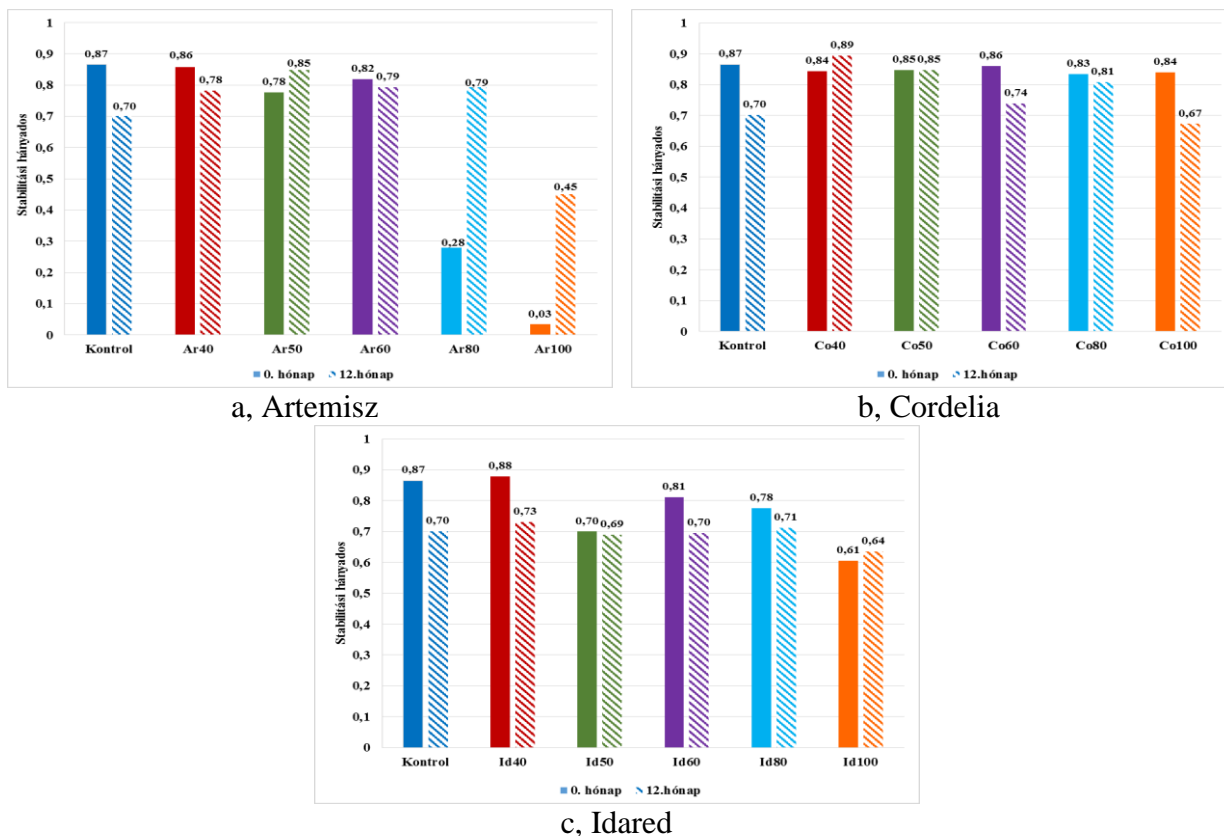 1
0,9
0,8
0,7
0,6
0,5
0,4
0,3
0,2
0,1
0
Stabilitási hányados
0,87 0,70 0,86 0,78 0,78 0,85 0,82 0,79 0,28 0,79 0,03 0,45
Kontrol Ar40 Ar50 Ar60 Ar80 Ar100
0. hónap 12.hónap
a, Artemisz
1
0,9
0,8
0,7
0,6
0,5
0,4
0,3
0,2
0,1
0
Stabilitási hányados
0,87 0,70 0,84 0,89 0,85 0,85 0,86 0,74 0,83 0,81 0,84 0,67
Kontrol Co40 Co50 Co60 Co80 Co100
0. hónap 12.hónap
b, Cordelia
1
0,9
0,8
0,7
0,6
0,5
0,4
0,3
0,2
0,1
0
Stabilitási hányados
0,87 0,70 0,88 0,73 0,70 0,69 0,81 0,70 0,78 0,71 0,61 0,64
Kontrol Id40 Id50 Id60 Id80 Id100
0. hónap 12.hónap
c, Idared